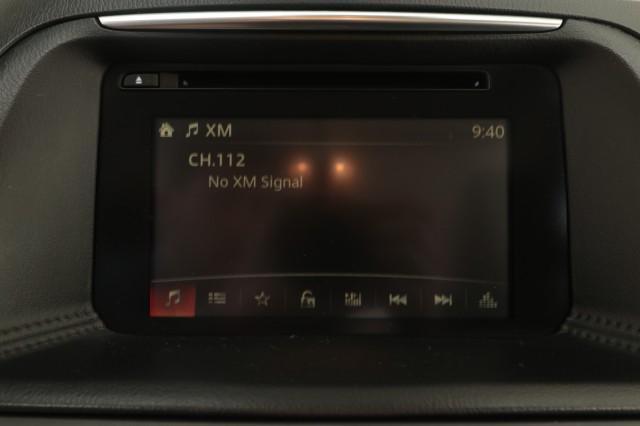 XM 9:40
CH.112
No XM Signal